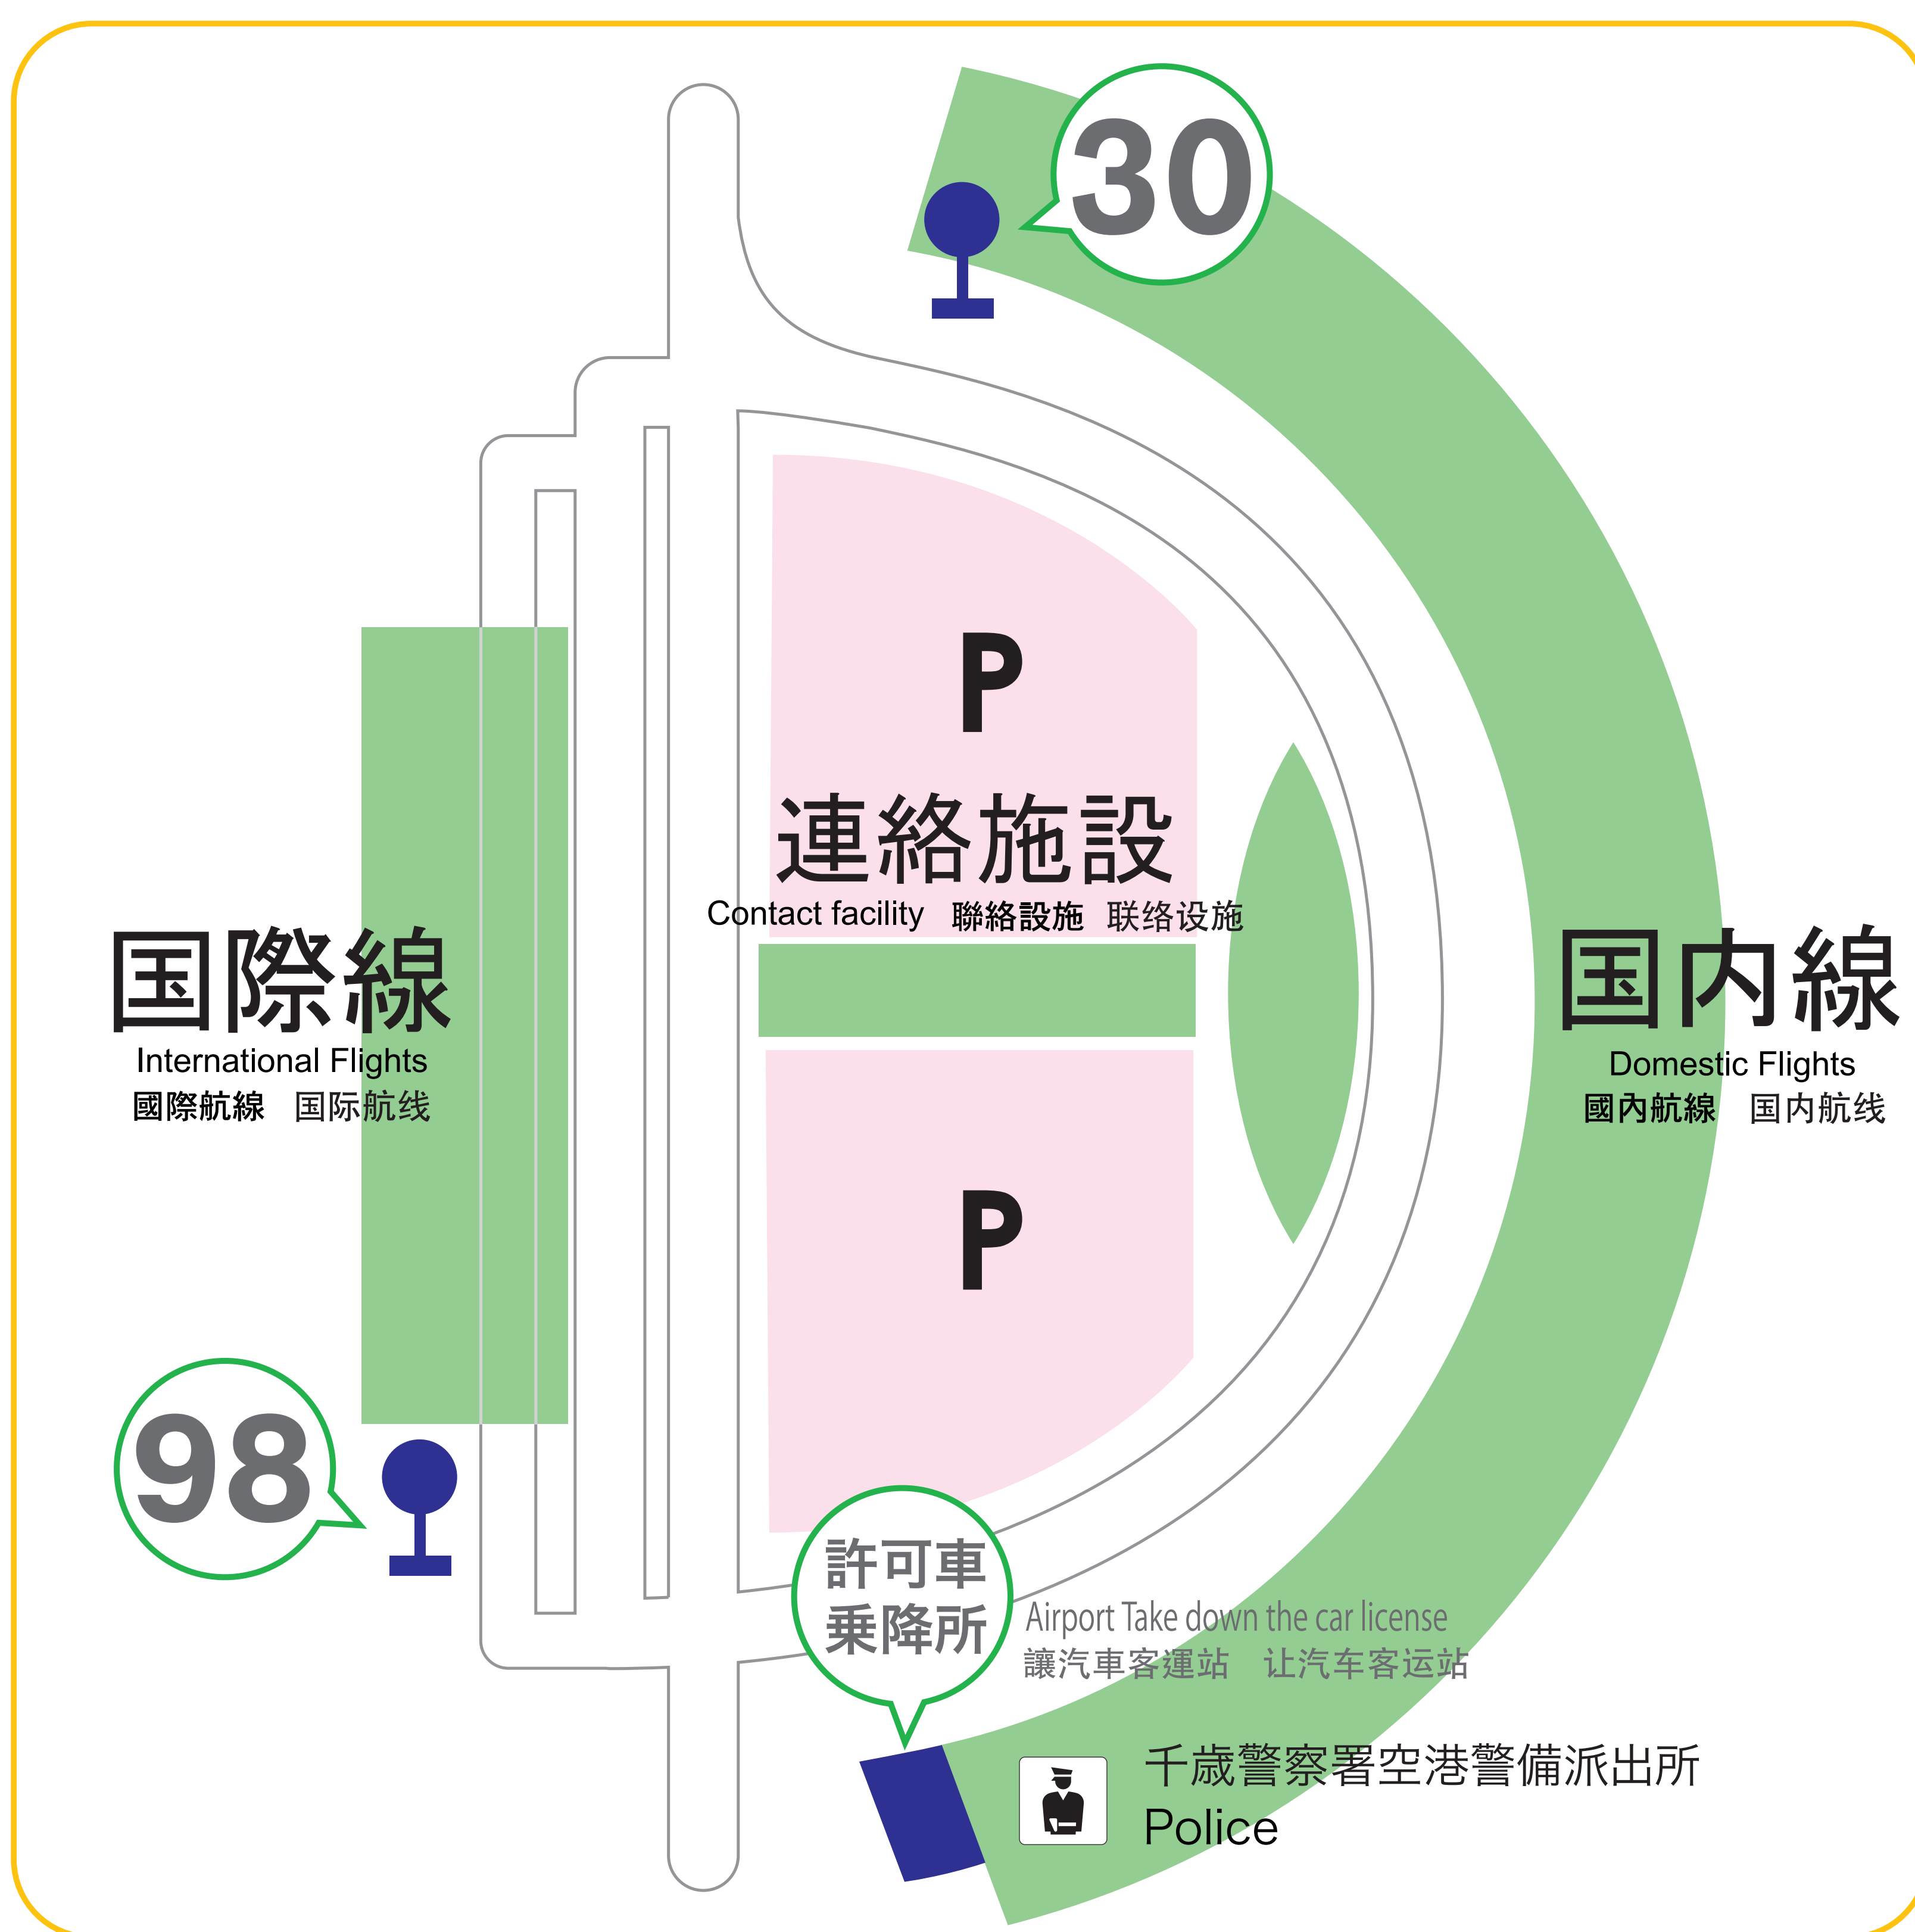 30
P
連絡施設
Contact facility 聯絡設施 联络设施
国際線
International Flights
國際航線 国际航线
国内線
Domestic Flights
國內航線 国内航线
P
98
許可車
乗降所
Airport Take down the car license
讓汽車客運站 让汽车客运站
千歳警察署空港警備派出所
Police